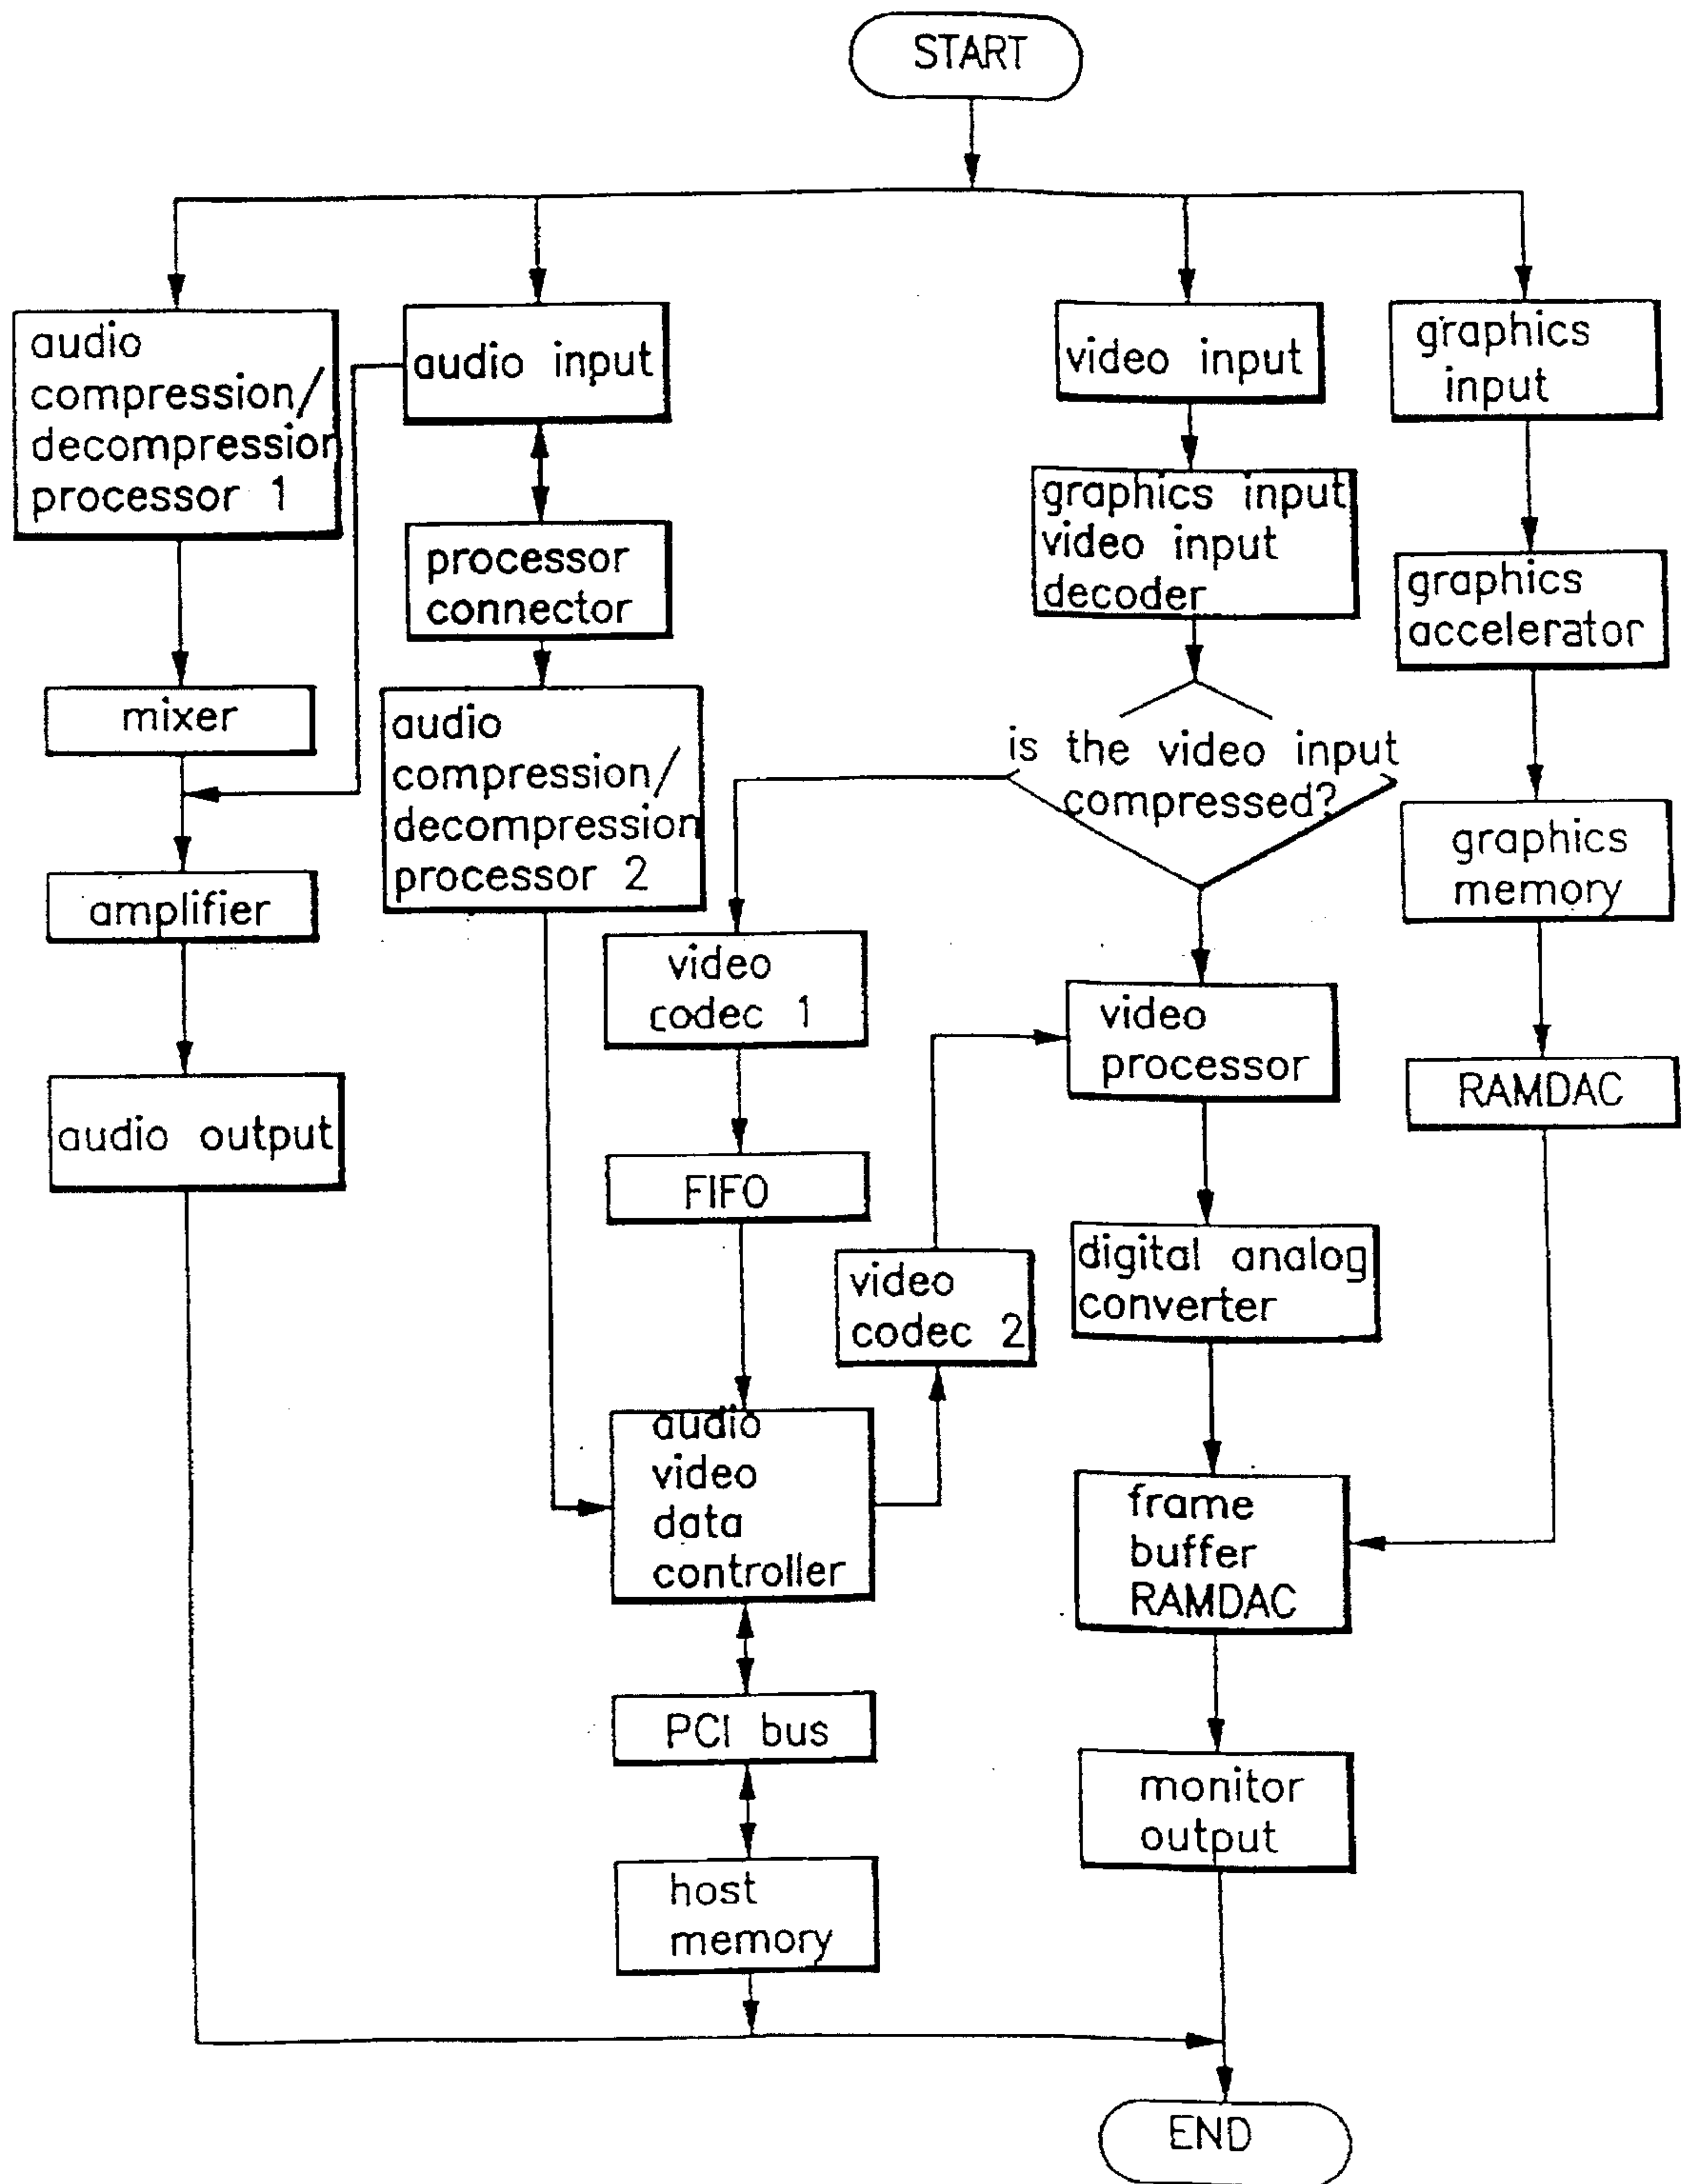 START
audio
compression/
decompression
processor 1
audio input
video input
graphics
input
graphics input
video input
decoder
processor
connector
graphics
accelerator
mixer
audio
compression/
decompression
processor 2
is the video input
compressed?
graphics
memory
amplifier
video
codec 1
video
processor
RAMDAC
audio output
FIFO
video
codec 2
digital analog
converter
audio
video
data
controller
frame
buffer
RAMDAC
PCI bus
monitor
output
host
memory
END